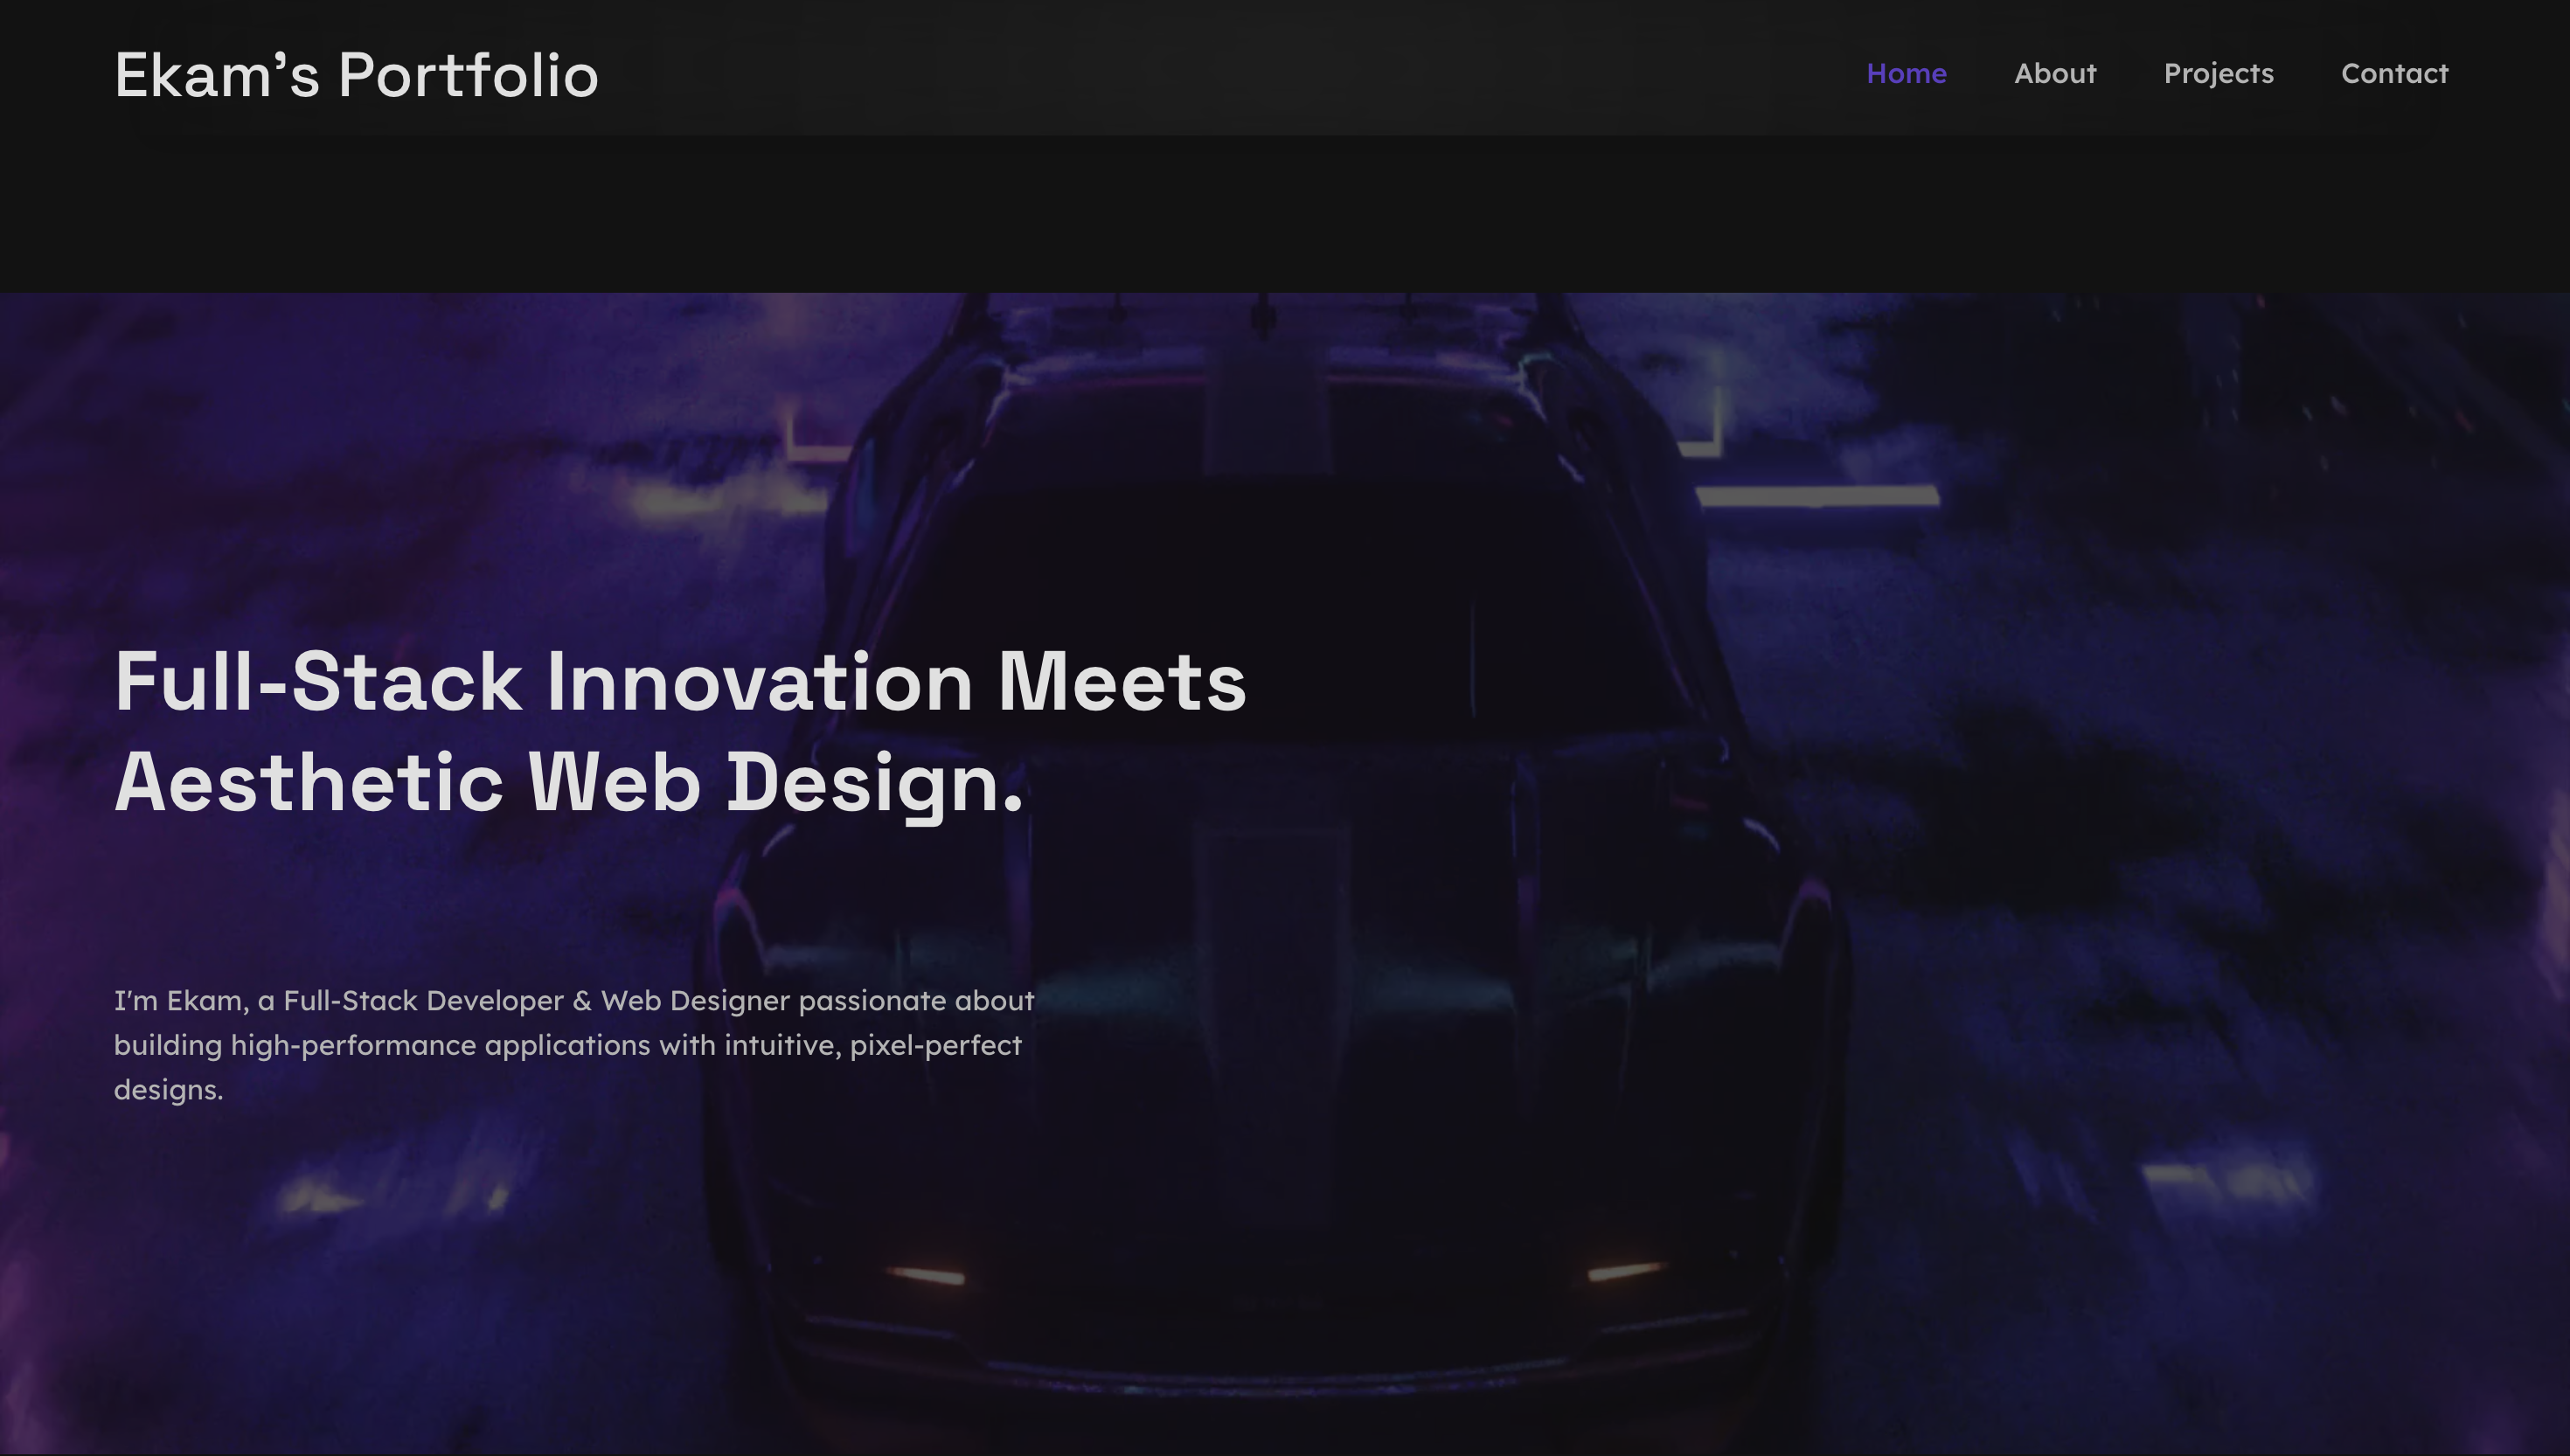 Ekam’s Portfolio
Home About Projects Contact
Full-Stack Innovation Meets
Aesthetic Web Design.
I'm Ekam, a Full-Stack Developer & Web Designer passionate about
building high-performance applications with intuitive, pixel-perfect
designs.